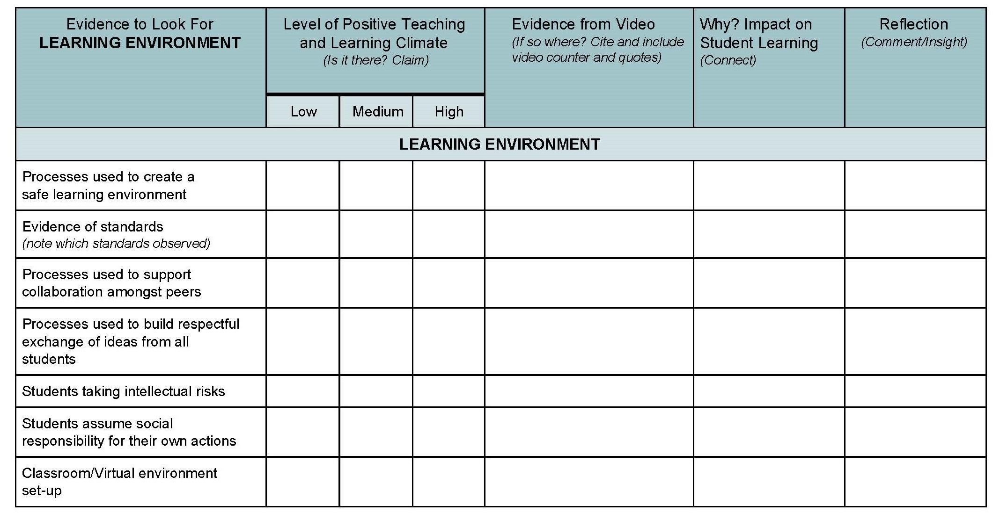 Evidence to Look For
LEARNING ENVIRONMENT
Level of Positive Teaching
and Learning Climate
(Is it there? Claim)
Low
Medium
High
Evidence from Video
(If so where? Cite and include
video counter and quotes)
Why? Impact on
Student Learning
(Connect)
Reflection
(Comment/Insight)
LEARNING ENVIRONMENT
Processes used to create a
safe learning environment
Evidence of standards
(note which standards observed)
Processes used to support
collaboration amongst peers
Processes used to build respectful
exchange of ideas from all
students
Students taking intellectual risks
Students assume social
responsibility for their own actions
Classroom/Virtual environment
set-up